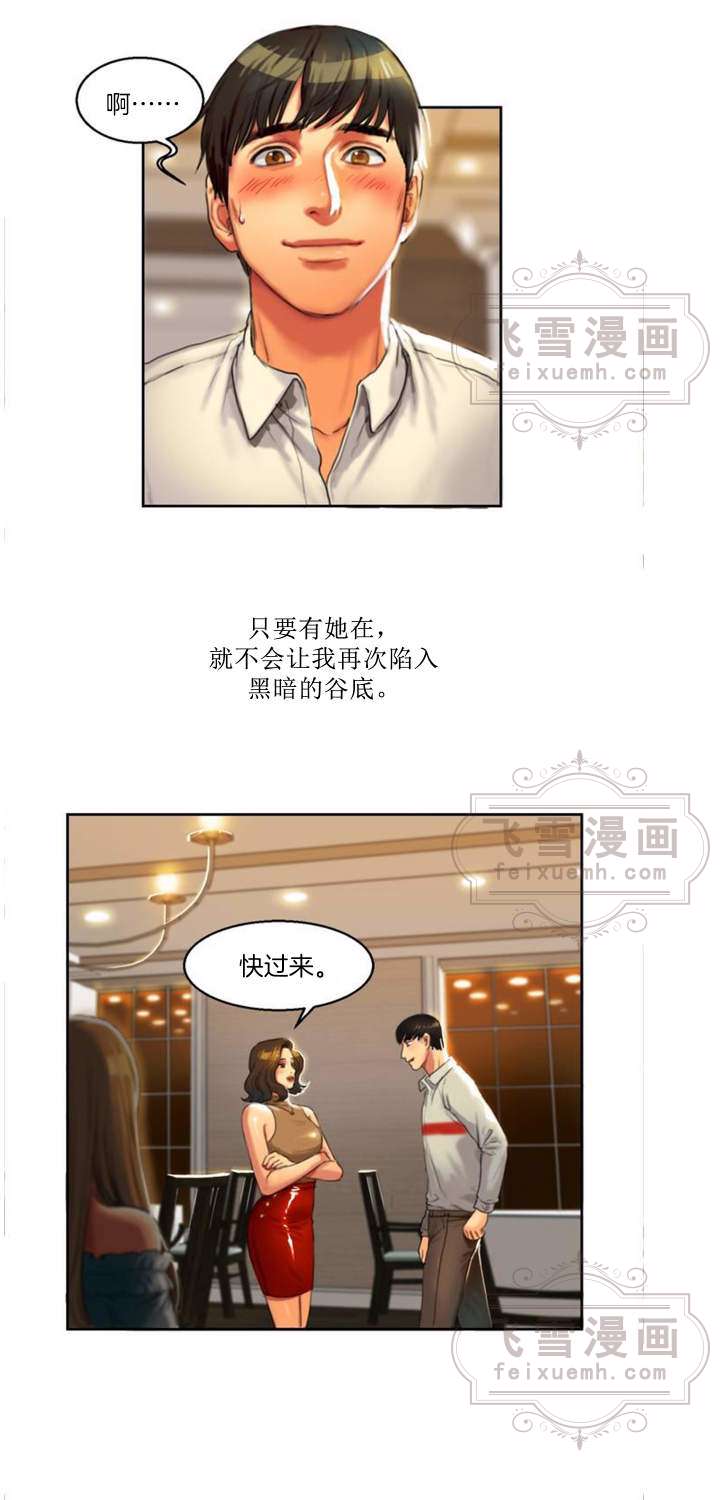 啊……
飞雪漫画
feixuemh.com
只要有她在，
就不会让我再次陷入
黑暗的谷底。
飞雪漫画
feixuemh.com
快过来。
飞雪漫画
feixuemh.com